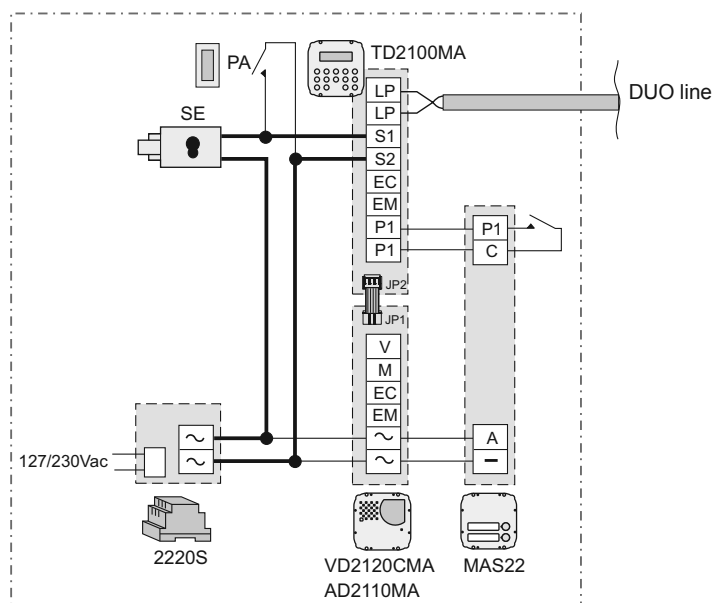 TD2100MA
PA
DUO line
SE
LP
LP
S1
S2
EC
EM
P1
P1
P1
C
JP2
JP1
V
M
EC
EM
~
~
A
–
~
~
127/230Vac
2220S
VD2120CMA
AD2110MA
MAS22